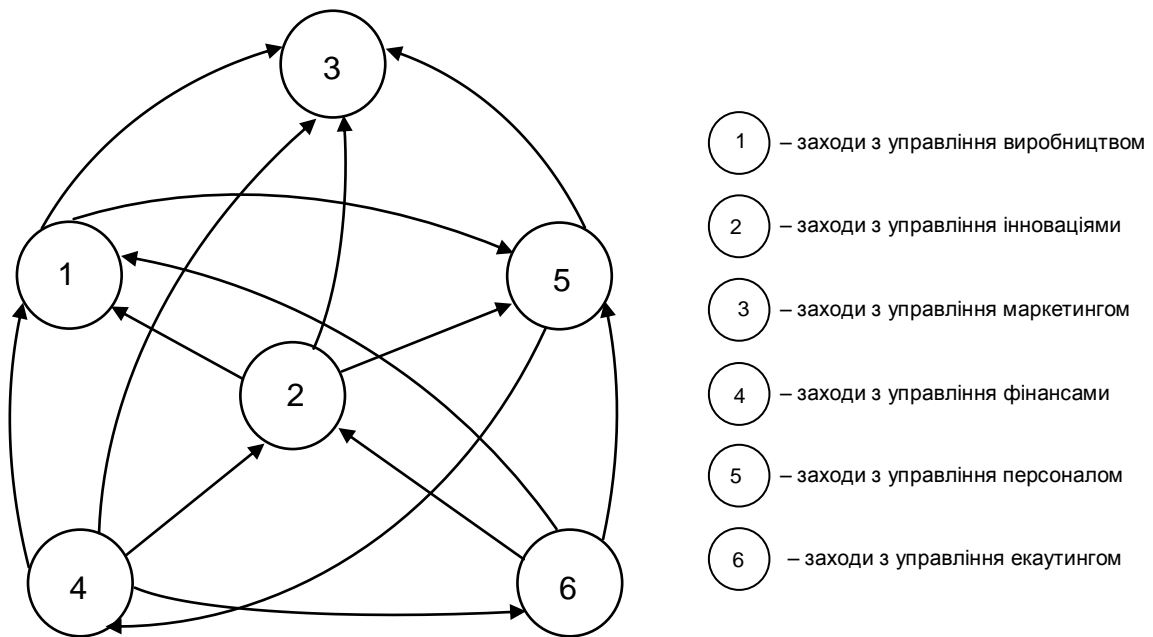 3
1
5
2
4
6
1 – заходи з управління виробництвом
2 – заходи з управління інноваціями
3 – заходи з управління маркетингом
4 – заходи з управління фінансами
5 – заходи з управління персоналом
6 – заходи з управління екаутингом